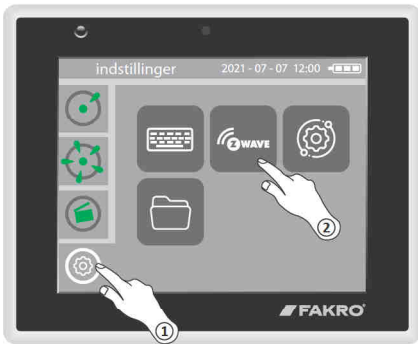 indstillinger 2021-07-07 12:00
Z WAVE
②
FAKRO
①